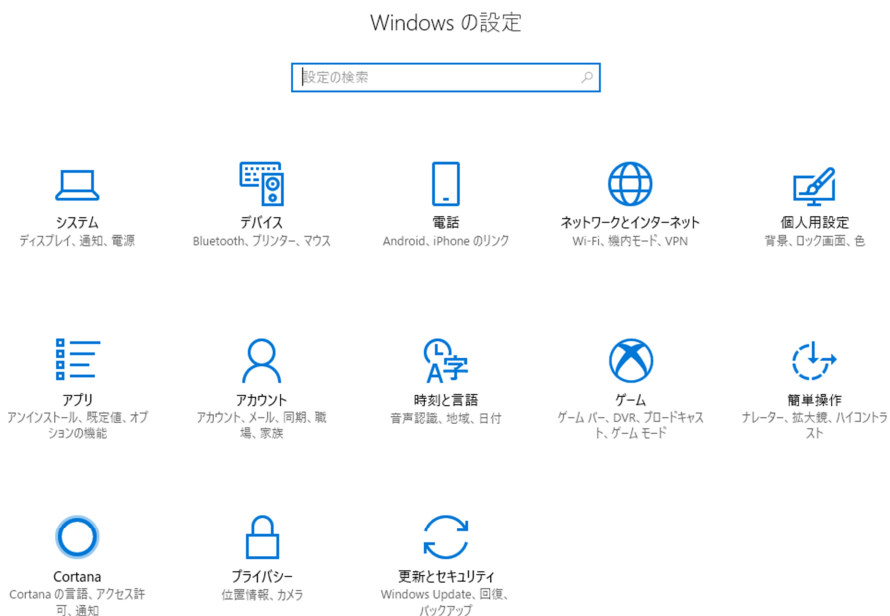 Windows の設定
設定の検索
システム
ディスプレイ、通知、電源
デバイス
Bluetooth、プリンター、マウス
電話
Android、iPhone のリンク
ネットワークとインターネット
Wi-Fi、機内モード、VPN
個人用設定
背景、ロック画面、色
アプリ
アンインストール、既定値、オプ
ションの機能
アカウント
アカウント、メール、同期、職
場、家族
時刻と言語
音声認識、地域、日付
ゲーム
ゲーム バー、DVR、ブロードキャス
ト、ゲーム モード
簡単操作
ナレーター、拡大鏡、ハイコントラ
スト
Cortana
Cortana の言語、アクセス許
可、通知
プライバシー
位置情報、カメラ
更新とセキュリティ
Windows Update、回復、
バックアップ